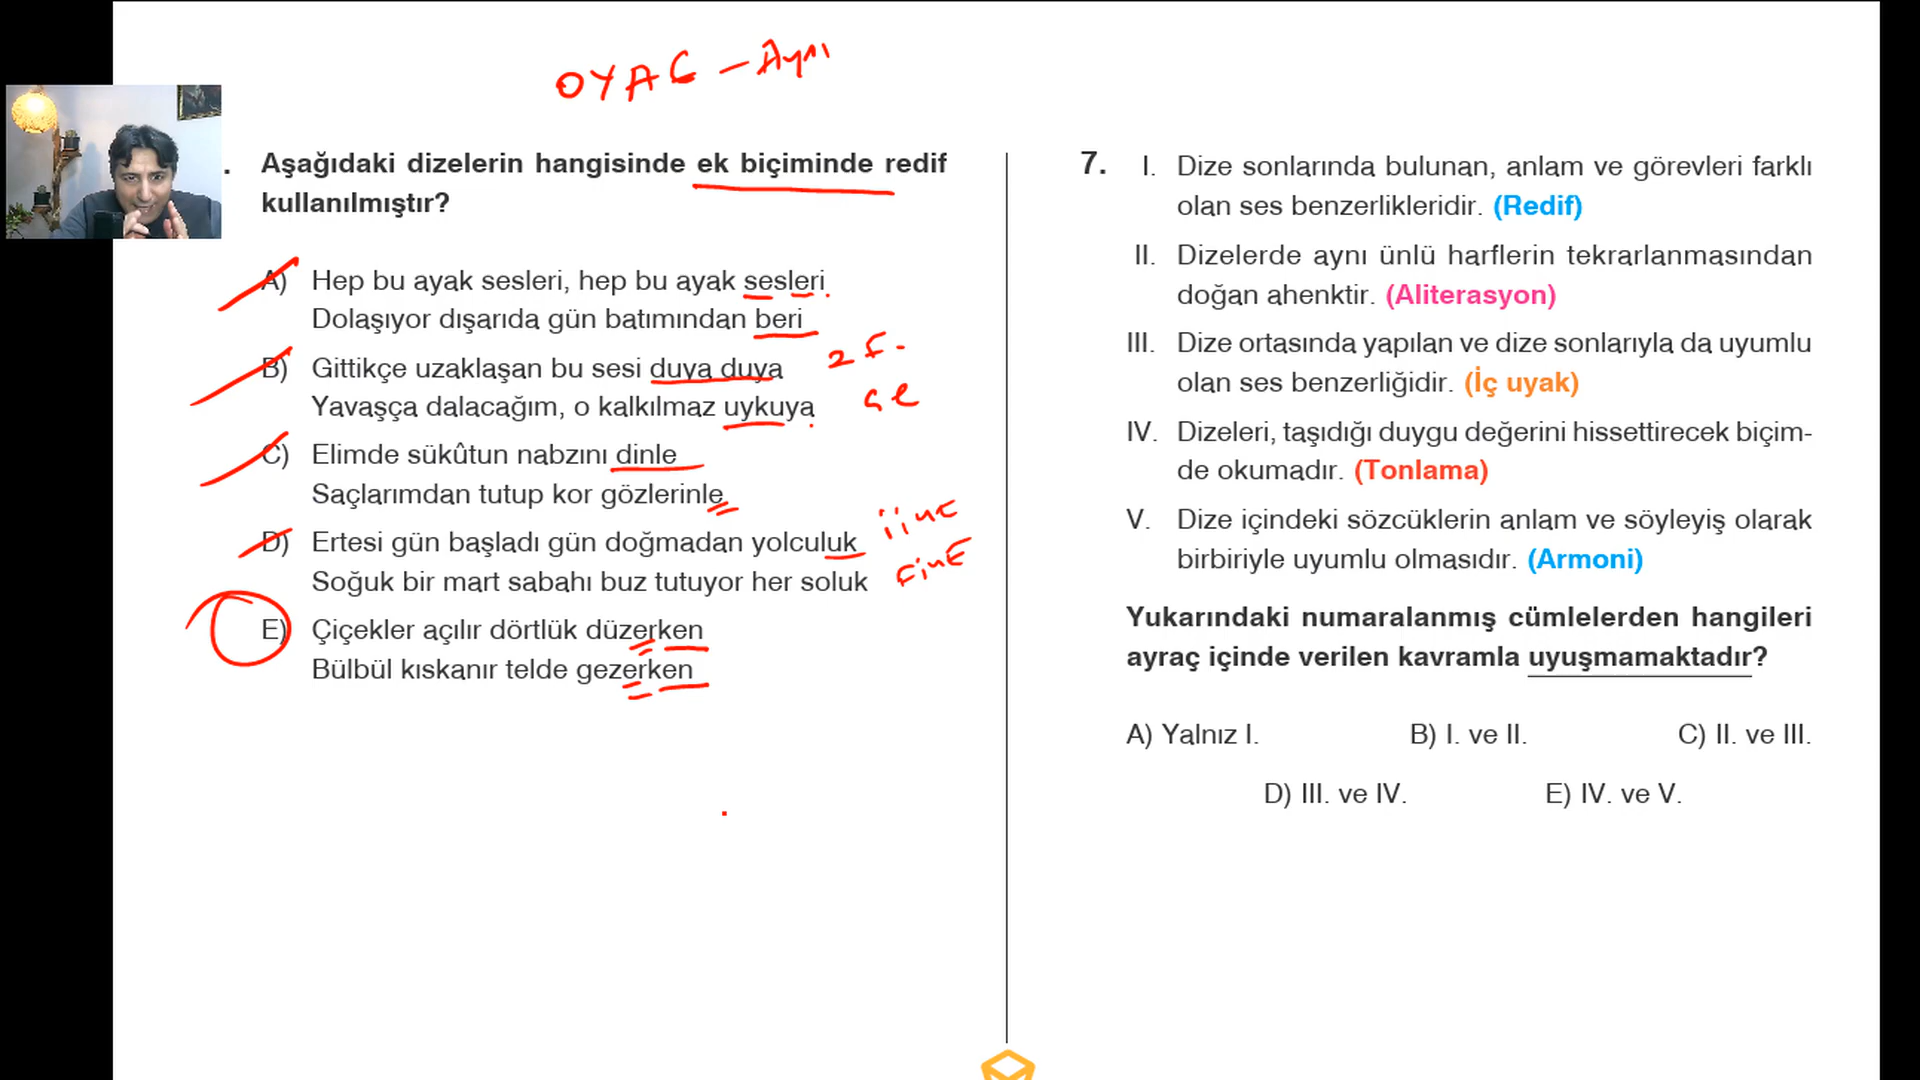 OYAK – Aynı
. Aşağıdaki dizelerin hangisinde ek biçiminde redif
kullanılmıştır?
A) Hep bu ayak sesleri, hep bu ayak sesleri.
Dolaşıyor dışarıda gün batımından beri
B) Gittikçe uzaklaşan bu sesi duya duya
Yavaşça dalacağım, o kalkılmaz uykuya
C) Elimde sükûtun nabzını dinle
Saçlarımdan tutup kor gözlerinle
D) Ertesi gün başladı gün doğmadan yolculuk
Soğuk bir mart sabahı buz tutuyor her soluk
E) Çiçekler açılır dörtlük düzerken
Bülbül kıskanır telde gezerken
7. I. Dize sonlarında bulunan, anlam ve görevleri farklı
olan ses benzerlikleridir. (Redif)
II. Dizelerde aynı ünlü harflerin tekrarlanmasından
doğan ahenktir. (Aliterasyon)
III. Dize ortasında yapılan ve dize sonlarıyla da uyumlu
olan ses benzerliğidir. (İç uyak)
IV. Dizeleri, taşıdığı duygu değerini hissettirecek biçim-
de okumadır. (Tonlama)
V. Dize içindeki sözcüklerin anlam ve söyleyiş olarak
birbiriyle uyumlu olmasıdır. (Armoni)
Yukarındaki numaralanmış cümlelerden hangileri
ayraç içinde verilen kavramla uyuşmamaktadır?
A) Yalnız I. B) I. ve II. C) II. ve III.
D) III. ve IV. E) IV. ve V.